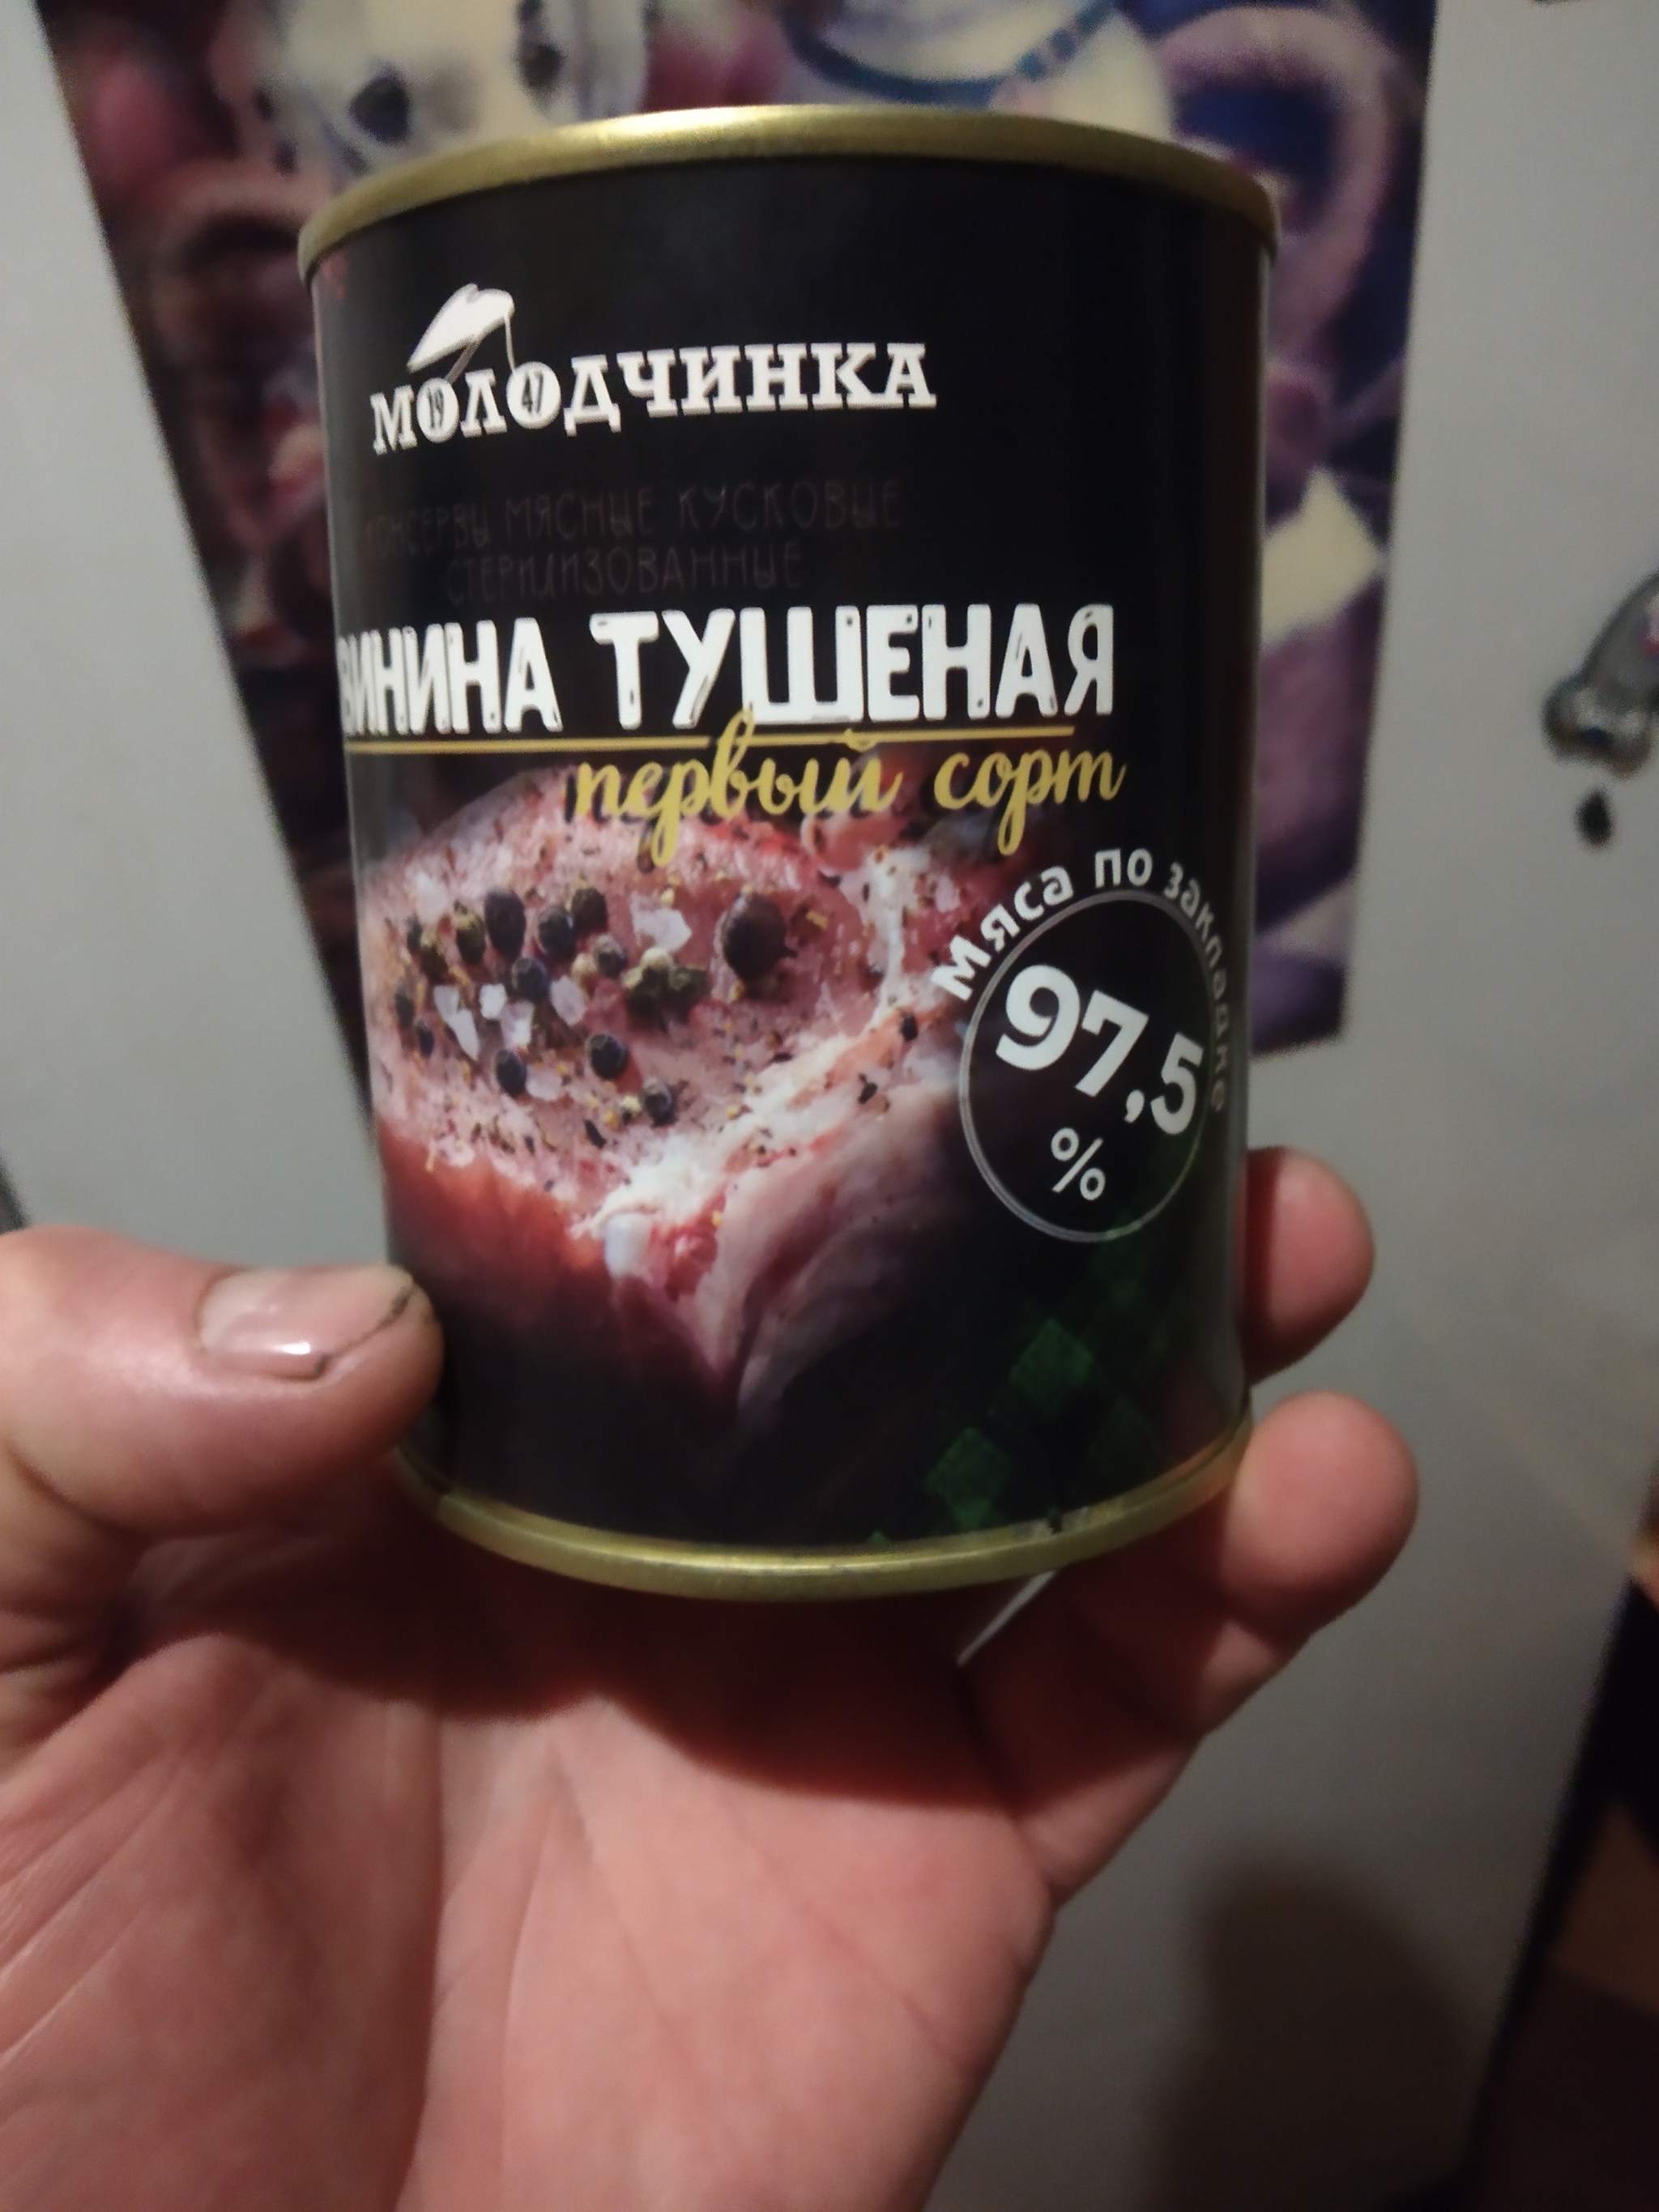 МОЛОДЧИНКА
19 47
КОНСЕРВЫ МЯСНЫЕ КУСКОВЫЕ
СТЕРИЛИЗОВАННЫЕ
ВИНИНА ТУШЕНАЯ
первый сорт
Мяса по закладке
97,5
%